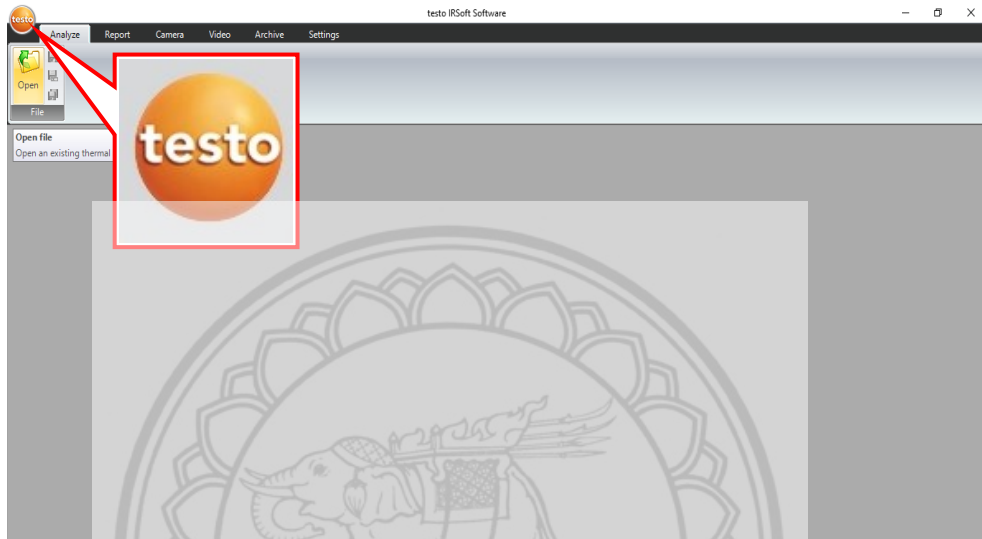 testo
testo IRSoft Software
Analyze Report Camera Video Archive Settings
Open
File
Open file
Open an existing thermal
testo